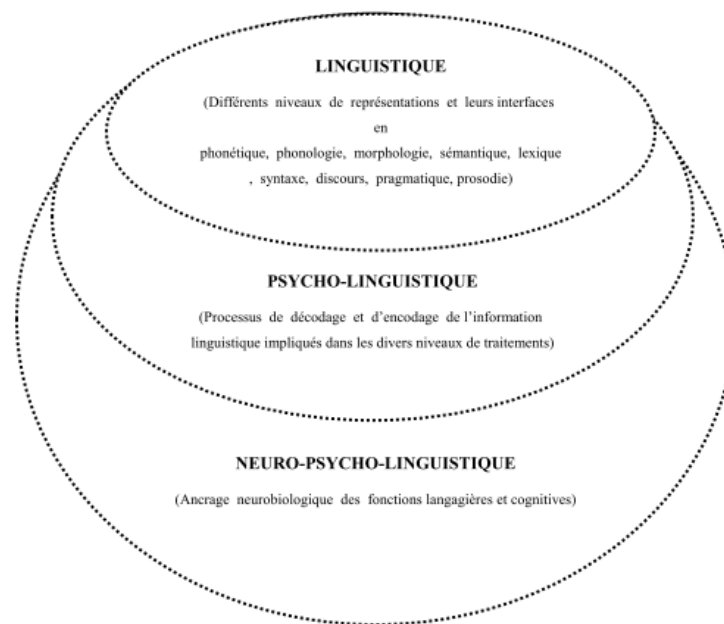 LINGUISTIQUE
(Différents niveaux de représentations et leurs interfaces
en
phonétique, phonologie, morphologie, sémantique, lexique
, syntaxe, discours, pragmatique, prosodie)
PSYCHO-LINGUISTIQUE
(Processus de décodage et d'encodage de l'information
linguistique impliqués dans les divers niveaux de traitements)
NEURO-PSYCHO-LINGUISTIQUE
(Ancrage neurobiologique des fonctions langagières et cognitives)